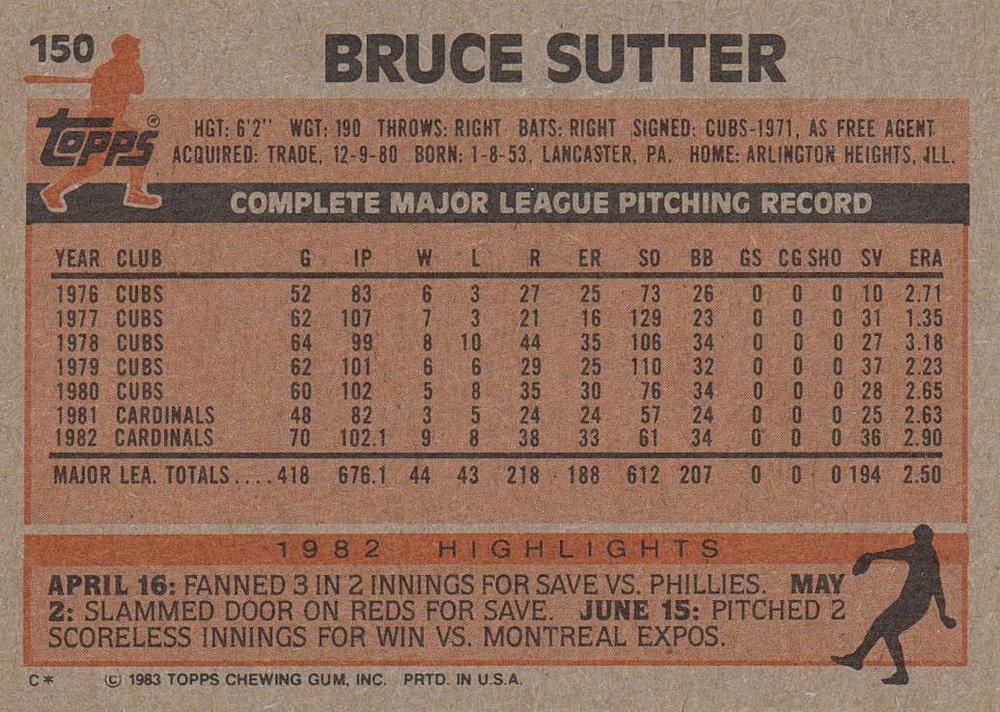 150
BRUCE SUTTER
topps®
HGT: 6'2" WGT: 190 THROWS: RIGHT BATS: RIGHT SIGNED: CUBS-1971, AS FREE AGENT
ACQUIRED: TRADE, 12-9-80 BORN: 1-8-53, LANCASTER, PA. HOME: ARLINGTON HEIGHTS, ILL.
COMPLETE MAJOR LEAGUE PITCHING RECORD
YEAR CLUB G IP W L R ER SO BB GS CG SHO SV ERA
1976 CUBS 52 83 6 3 27 25 73 26 0 0 0 10 2.71
1977 CUBS 62 107 7 3 21 16 129 23 0 0 0 31 1.35
1978 CUBS 64 99 8 10 44 35 106 34 0 0 0 27 3.18
1979 CUBS 62 101 6 6 29 25 110 32 0 0 0 37 2.23
1980 CUBS 60 102 5 8 35 30 76 34 0 0 0 28 2.65
1981 CARDINALS 48 82 3 5 24 24 57 24 0 0 0 25 2.63
1982 CARDINALS 70 102.1 9 8 38 33 61 34 0 0 0 36 2.90
MAJOR LEA. TOTALS....418 676.1 44 43 218 188 612 207 0 0 0 194 2.50
1982 HIGHLIGHTS
APRIL 16: FANNED 3 IN 2 INNINGS FOR SAVE VS. PHILLIES. MAY
2: SLAMMED DOOR ON REDS FOR SAVE. JUNE 15: PITCHED 2
SCORELESS INNINGS FOR WIN VS. MONTREAL EXPOS.
C* © 1983 TOPPS CHEWING GUM, INC. PRTD. IN U.S.A.